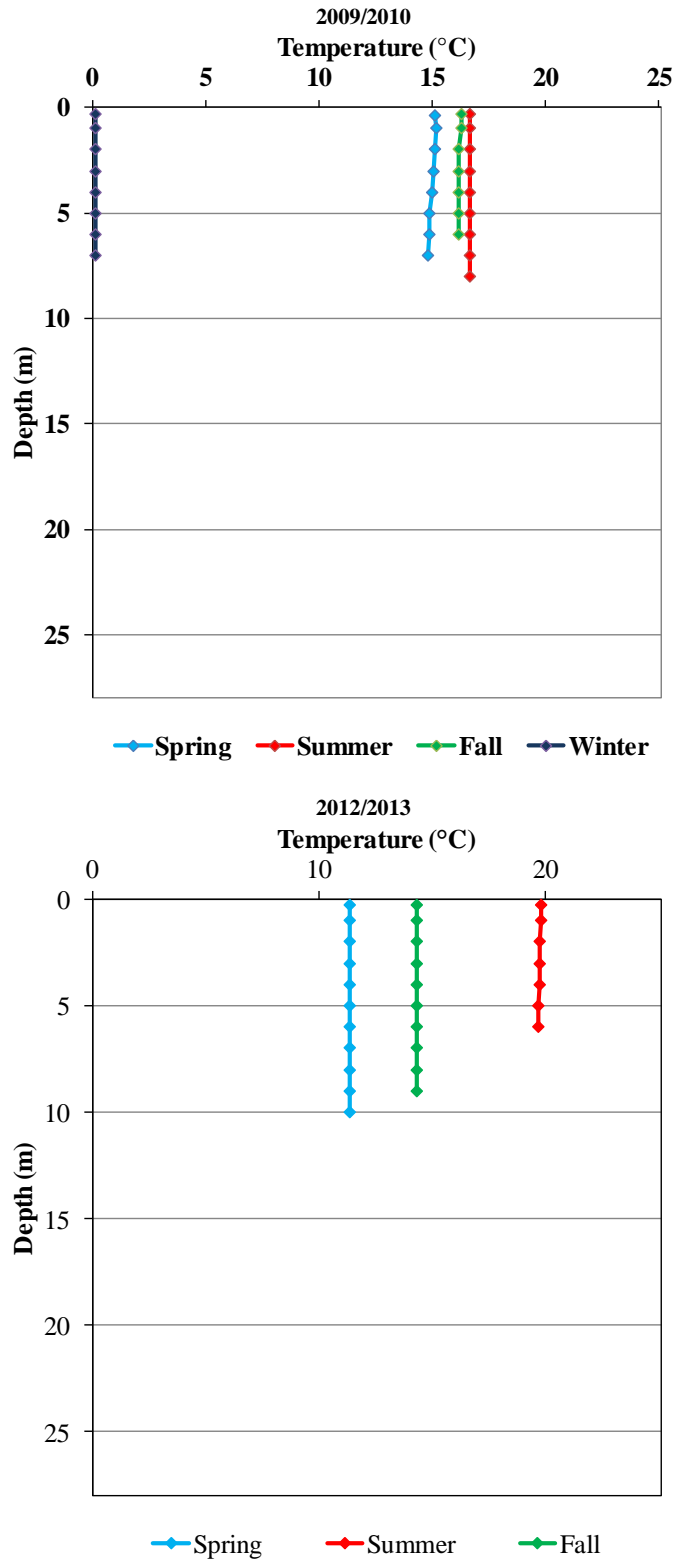 2009/2010
Temperature (°C)
0 5 10 15 20 25
0
5
10
15
20
25
Depth (m)
Spring Summer Fall Winter
2012/2013
Temperature (°C)
0 10 20
0
5
10
15
20
25
Depth (m)
Spring Summer Fall